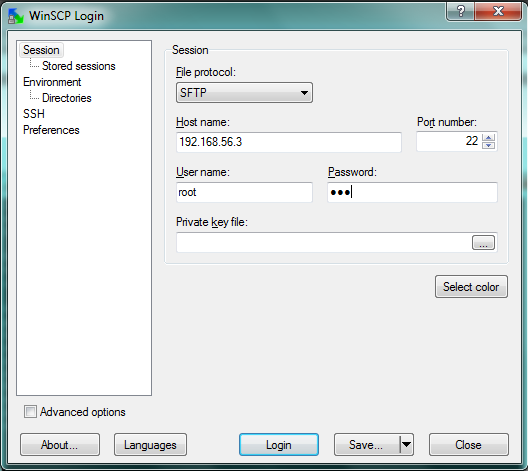 WinSCP Login
?
Session
Stored sessions
Environment
Directories
SSH
Preferences
Session
File protocol:
SFTP
Host name:
Port number:
192.168.56.3
22
User name:
Password:
root
●●●
Private key file:
...
Select color
Advanced options
About...
Languages
Login
Save...
Close